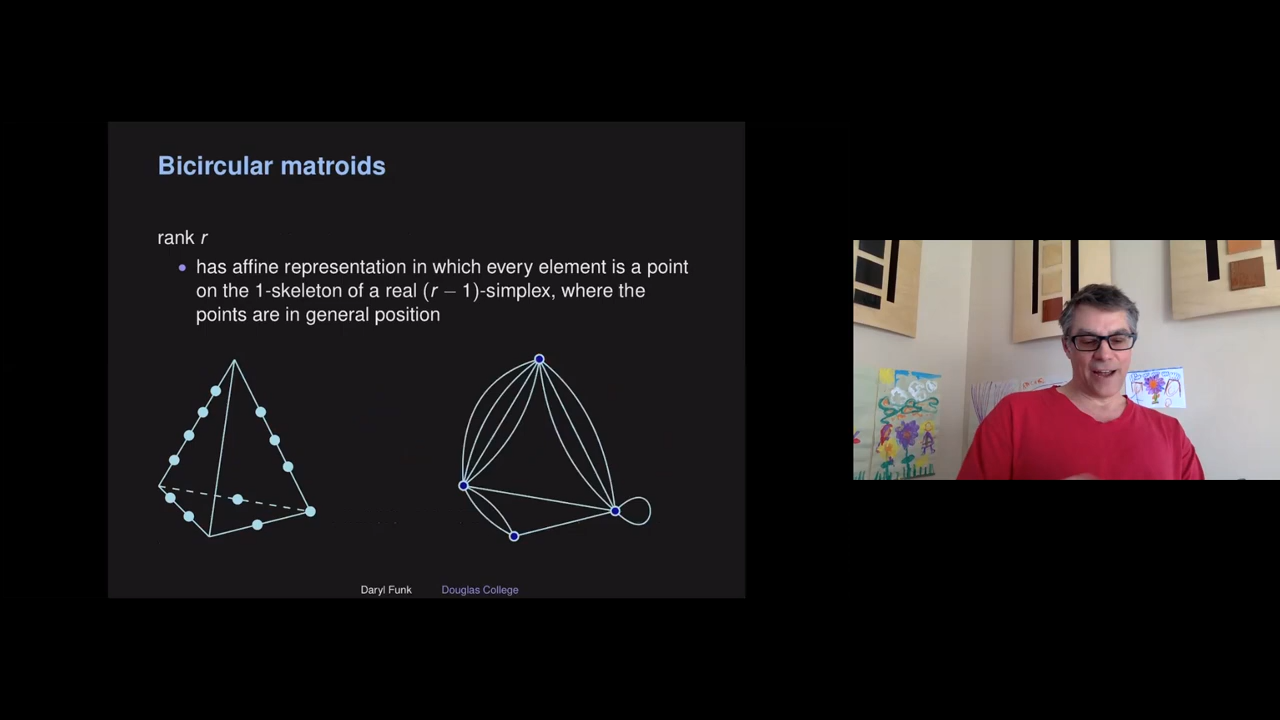 Bicircular matroids
rank r
• has affine representation in which every element is a point
on the 1-skeleton of a real (r − 1)-simplex, where the
points are in general position
Daryl Funk Douglas College